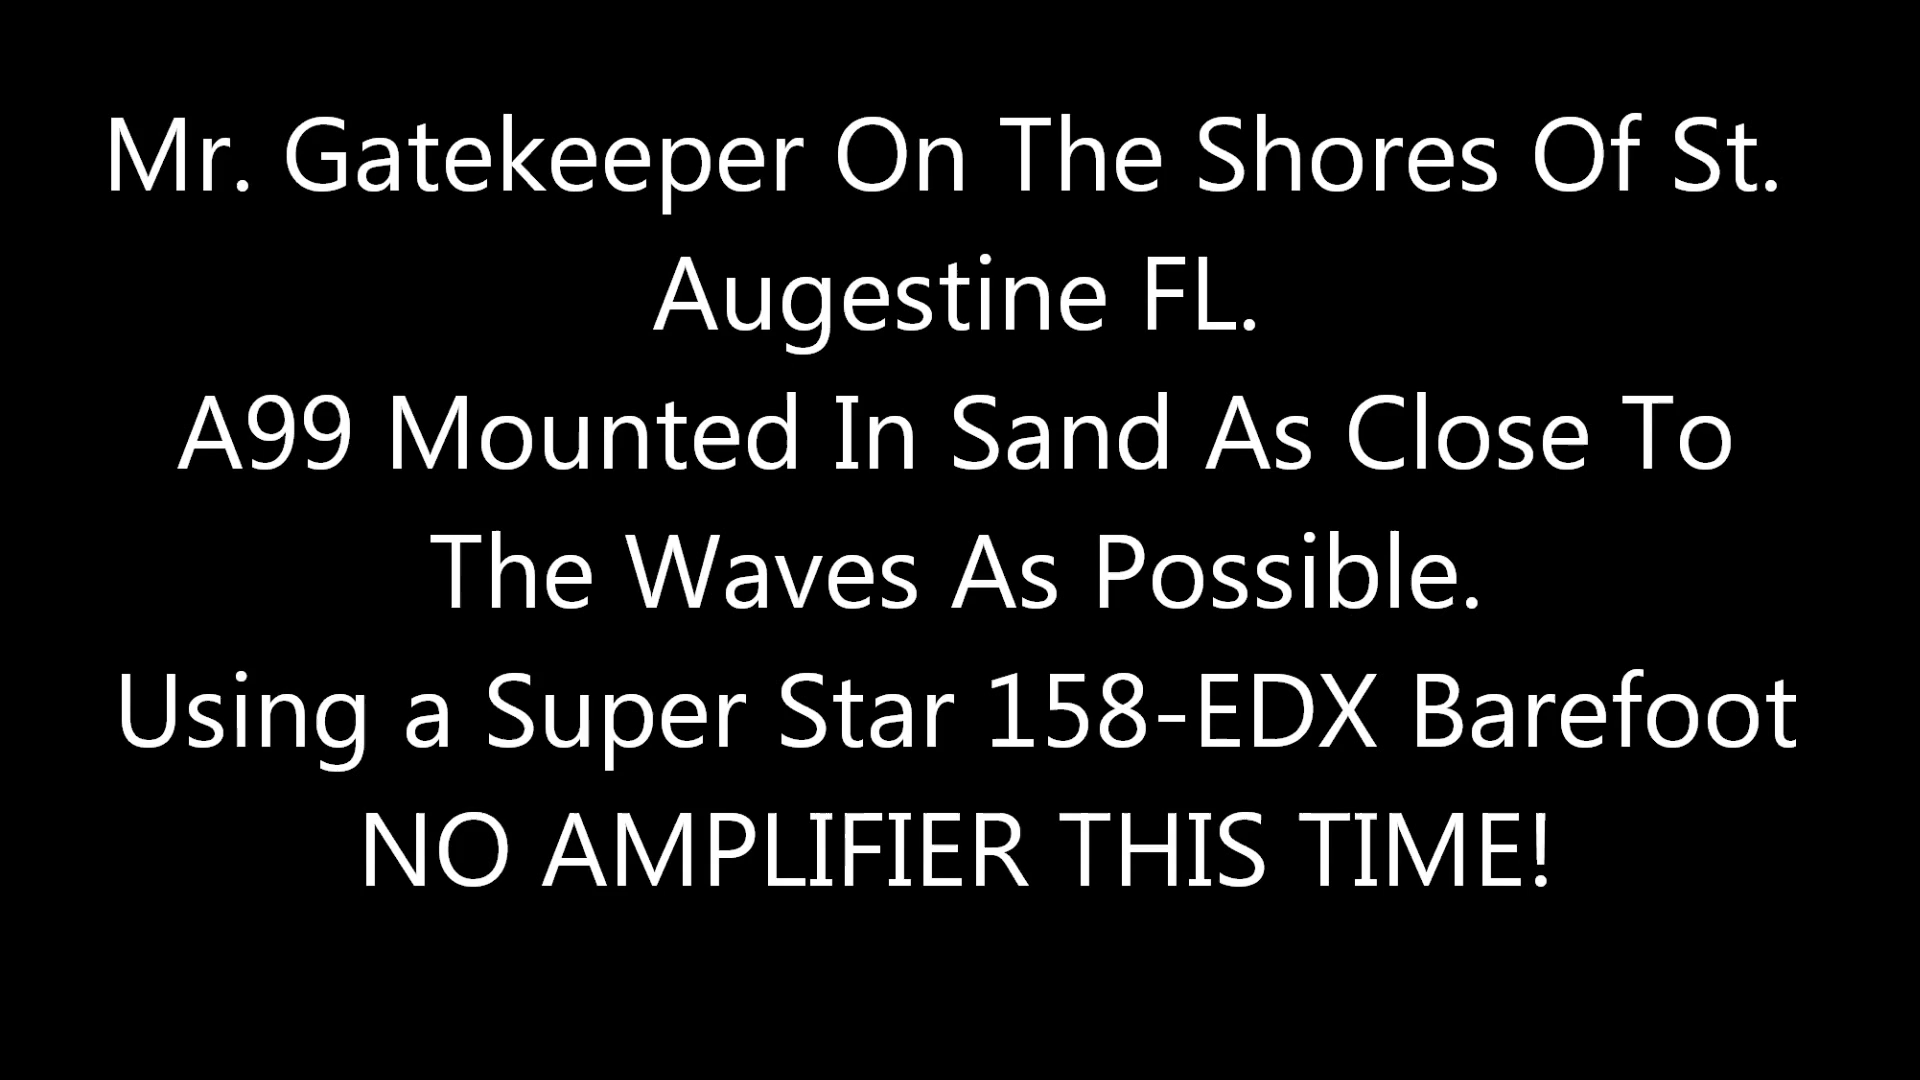 Mr. Gatekeeper On The Shores Of St.
Augestine FL.
A99 Mounted In Sand As Close To
The Waves As Possible.
Using a Super Star 158-EDX Barefoot
NO AMPLIFIER THIS TIME!